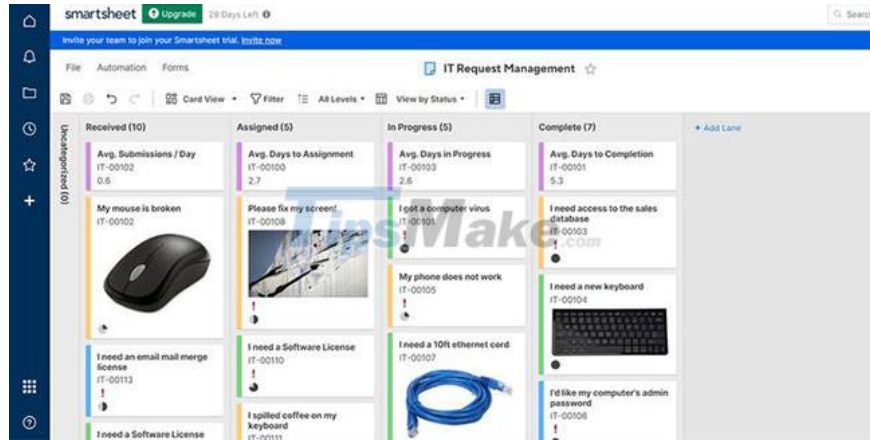 smartsheet
Upgrade
29 Days Left
Search
Invite your team to join your Smartsheet trial. Invite now
File Automation Forms
IT Request Management
Card View
Filter
All Levels
View by Status
Uncategorized (0)
Received (10)
Avg. Submissions / Day
IT-00102
0.6
My mouse is broken
IT-00102
I need an email mail merge
license
IT-00113
I need a Software License
Assigned (5)
Avg. Days to Assignment
IT-00100
2.7
Please fix my screen!
IT-00108
I need a Software License
IT-00110
I spilled coffee on my
keyboard
IT-00111
In Progress (5)
Avg. Days in Progress
IT-00103
2.6
I got a computer virus
IT-00101
My phone does not work
IT-00105
I need a 10ft ethernet cord
IT-00107
Complete (7)
Avg. Days to Completion
IT-00101
5.3
I need access to the sales
database
IT-00103
I need a new keyboard
IT-00104
I'd like my computer's admin
password
IT-00106
+ Add Lane
TipsMake.com